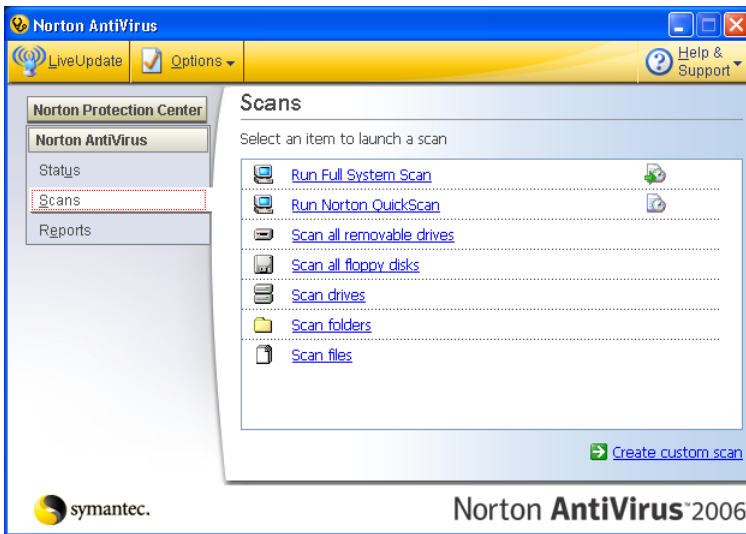 Norton AntiVirus
LiveUpdate Options Help & Support
Norton Protection Center
Norton AntiVirus
Status
Scans
Reports
Scans
Select an item to launch a scan
Run Full System Scan
Run Norton QuickScan
Scan all removable drives
Scan all floppy disks
Scan drives
Scan folders
Scan files
Create custom scan
symantec.
Norton AntiVirus™2006